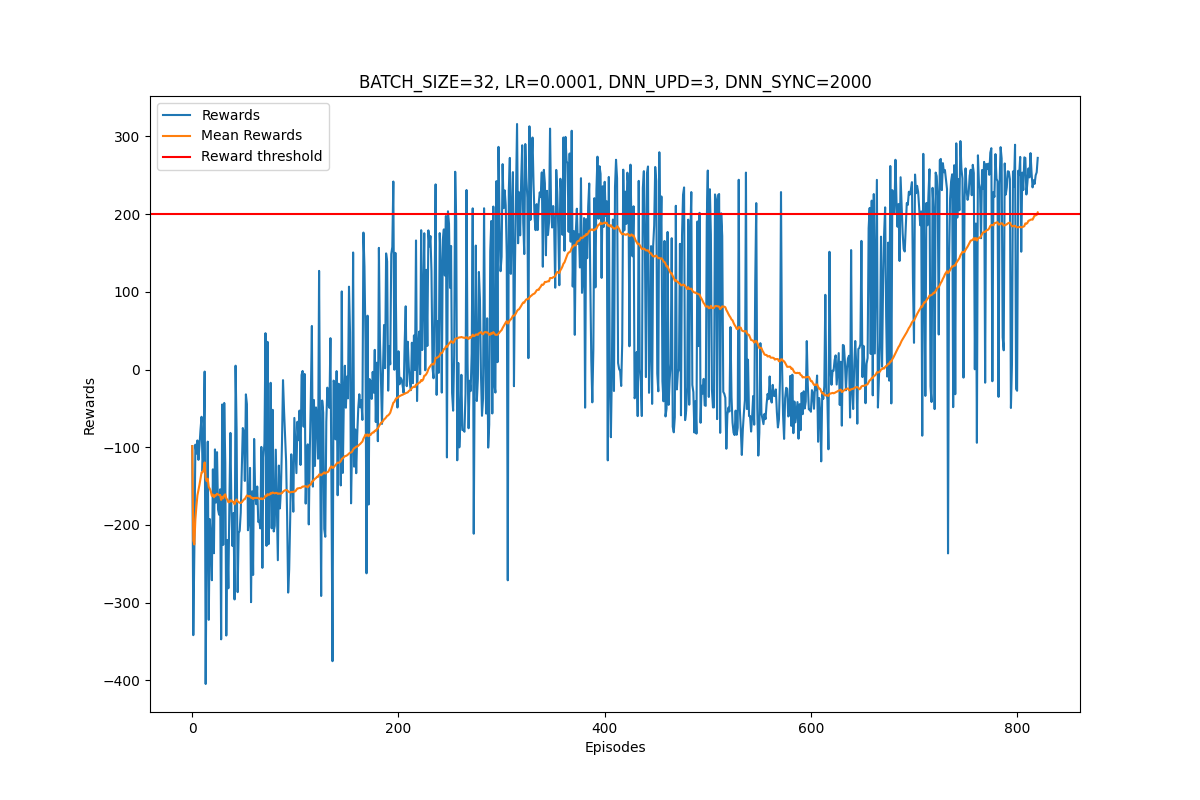 BATCH_SIZE=32, LR=0.0001, DNN_UPD=3, DNN_SYNC=2000
Rewards
Mean Rewards
Reward threshold
300
200
100
0
−100
−200
−300
−400
Rewards
0
200
400
600
800
Episodes